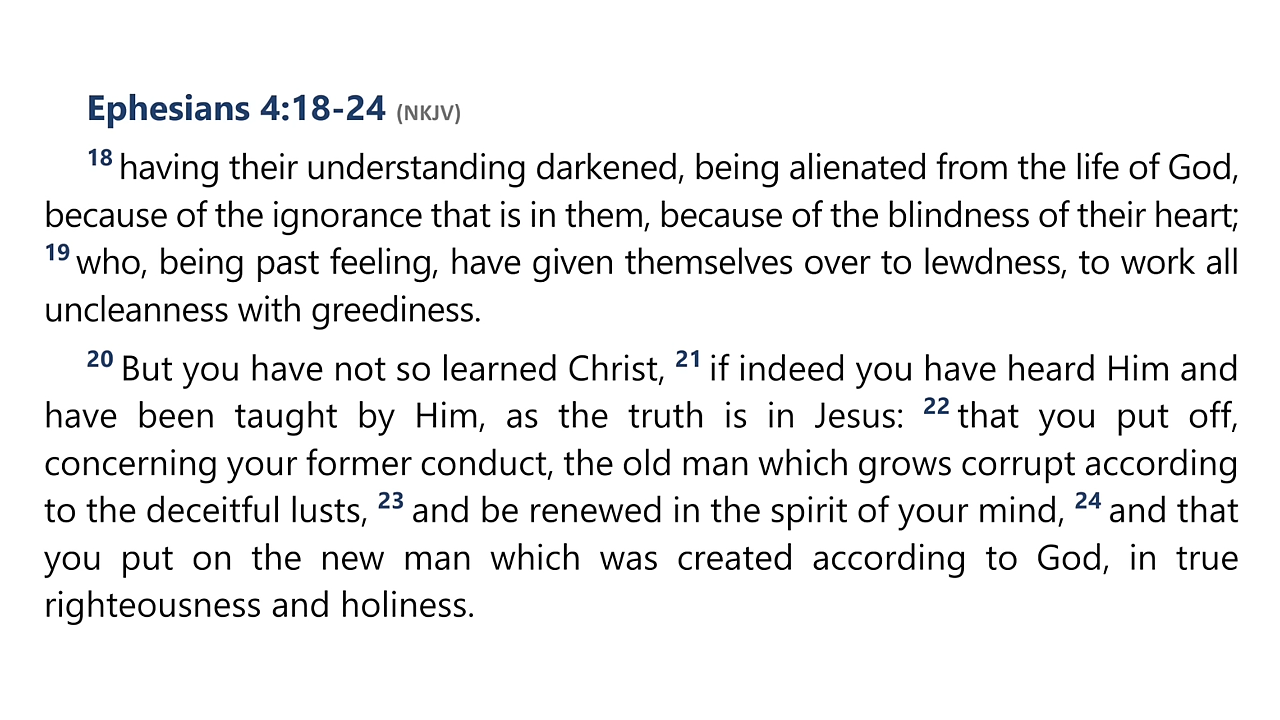 Ephesians 4:18-24 (NKJV)
18 having their understanding darkened, being alienated from the life of God,
because of the ignorance that is in them, because of the blindness of their heart;
19 who, being past feeling, have given themselves over to lewdness, to work all
uncleanness with greediness.
20 But you have not so learned Christ, 21 if indeed you have heard Him and
have been taught by Him, as the truth is in Jesus: 22 that you put off,
concerning your former conduct, the old man which grows corrupt according
to the deceitful lusts, 23 and be renewed in the spirit of your mind, 24 and that
you put on the new man which was created according to God, in true
righteousness and holiness.